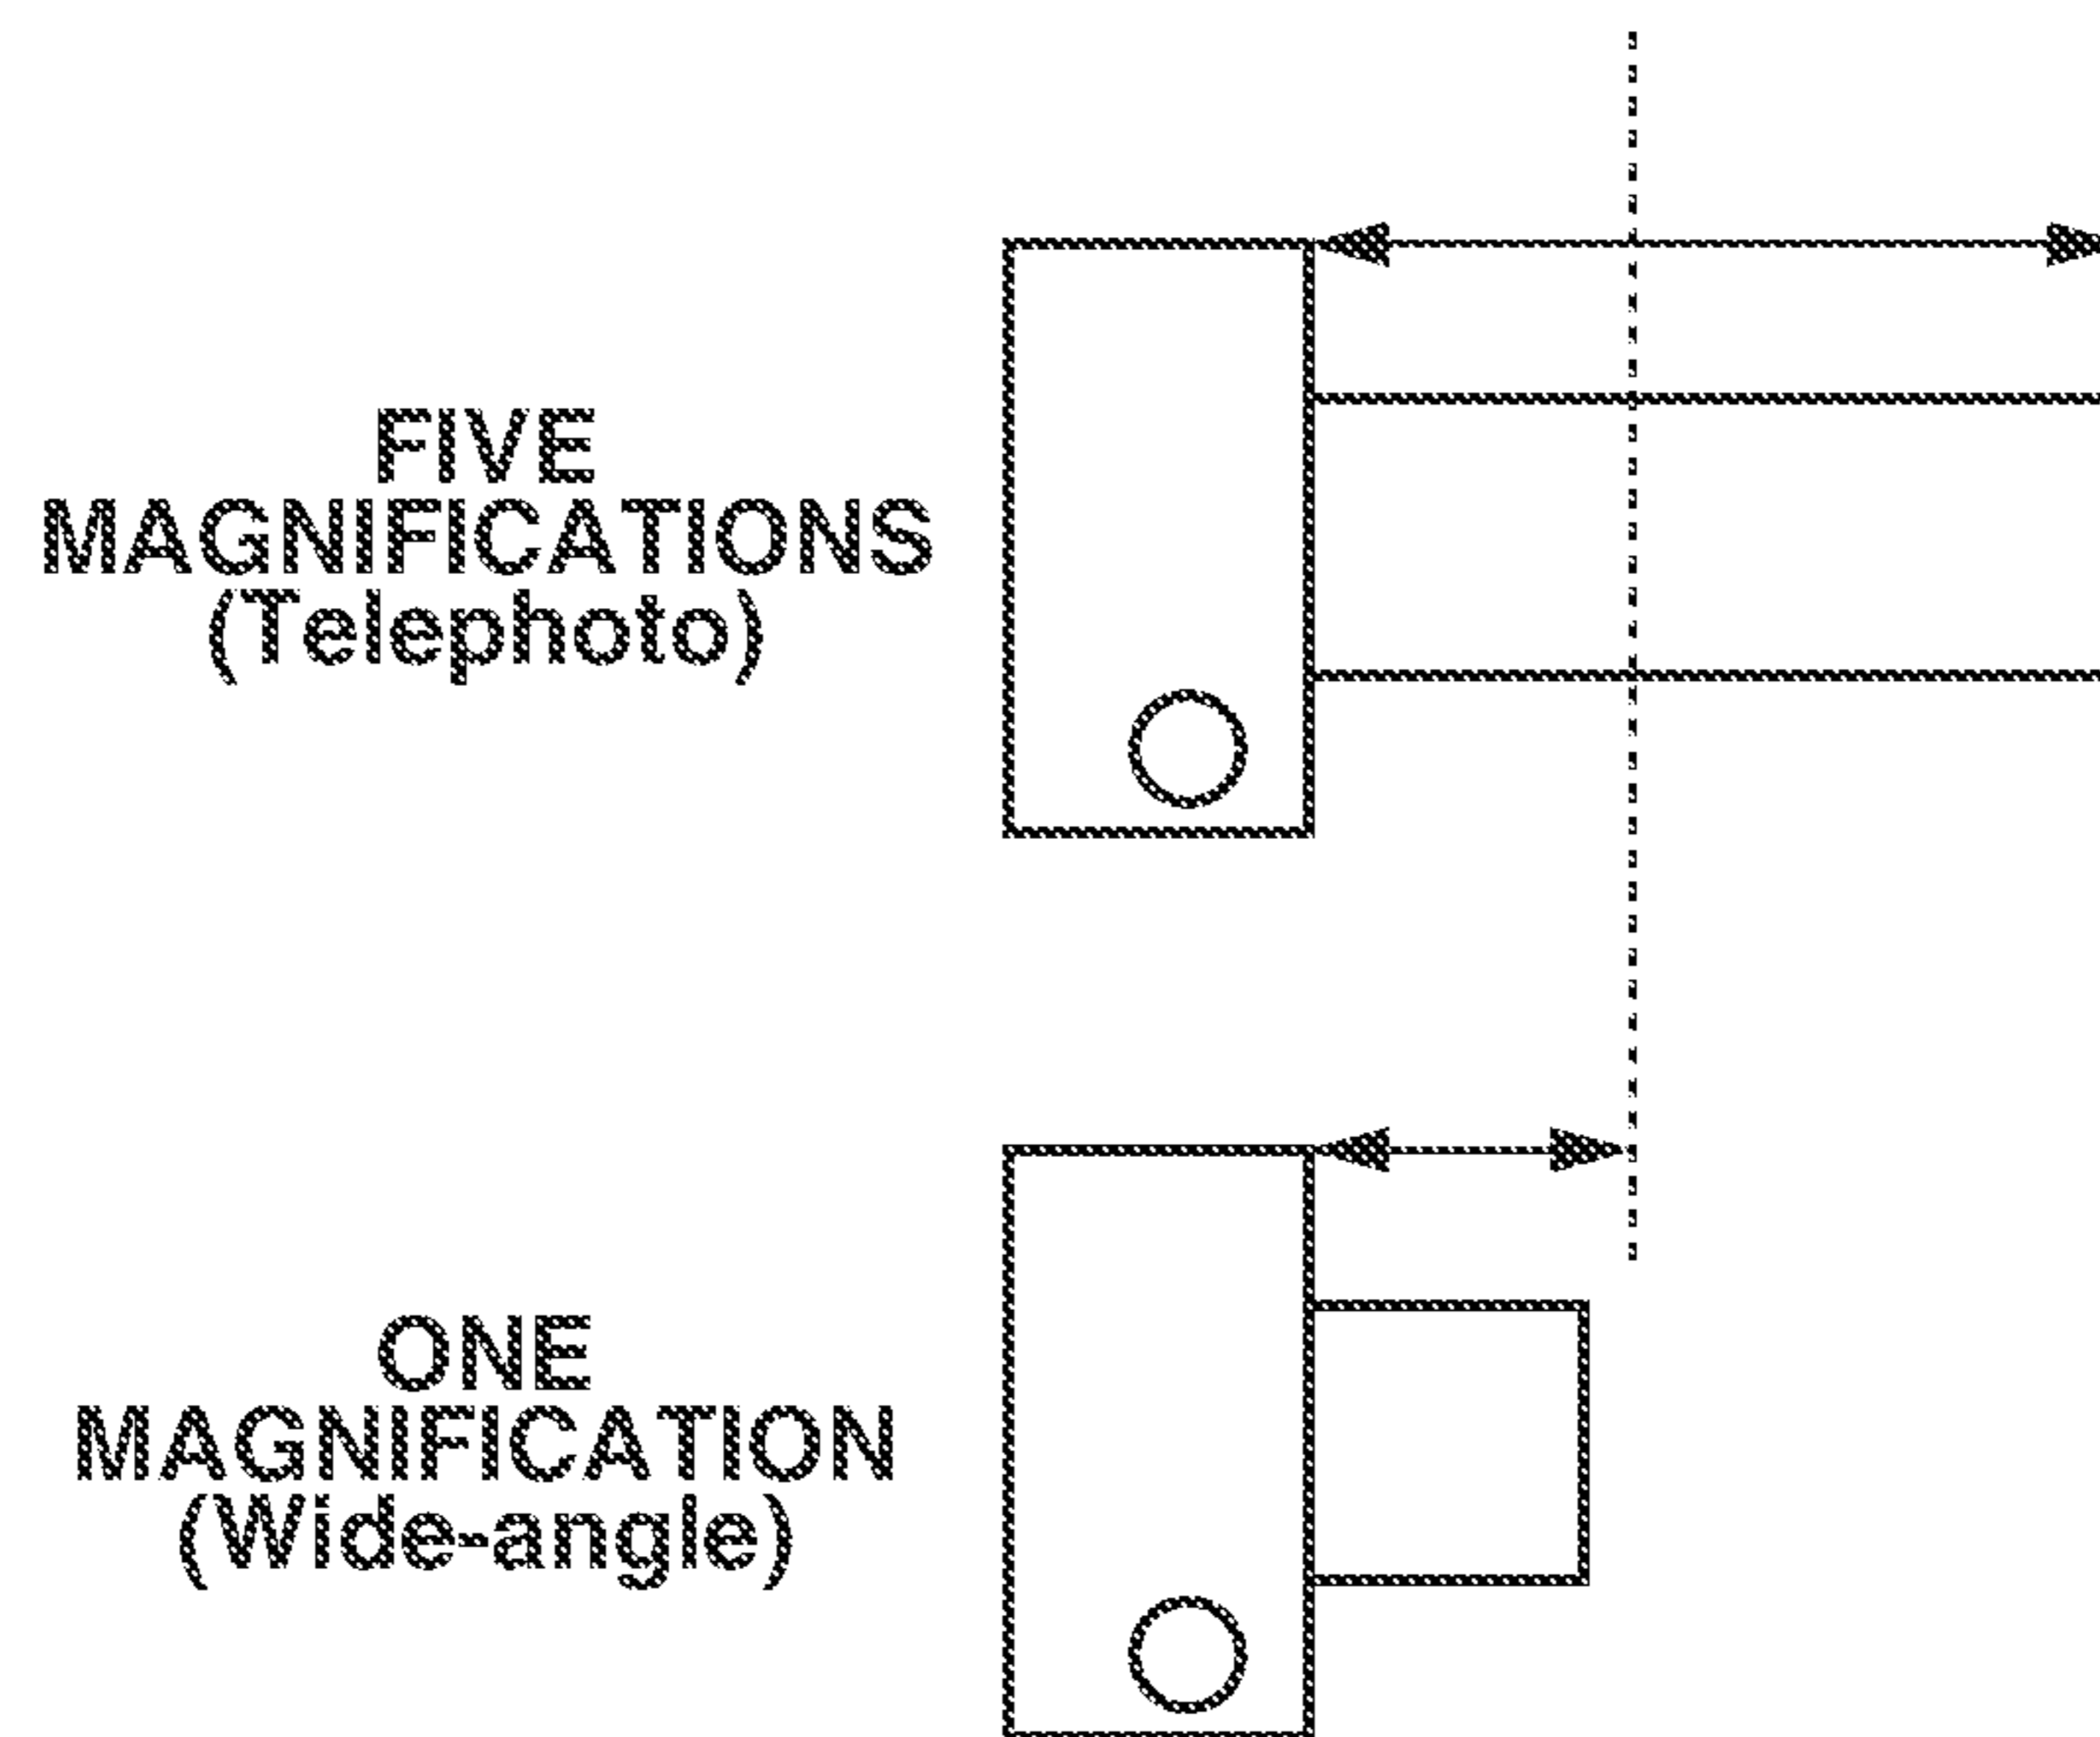 FIVE
MAGNIFICATIONS
(Telephoto)
ONE
MAGNIFICATION
(Wide-angle)